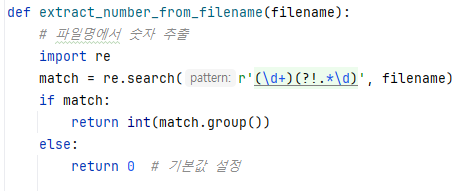 def extract_number_from_filename(filename):
    # 파일명에서 숫자 추출
    import re
    match = re.search( pattern: r'(\d+)(?!.*\d)', filename)
    if match:
        return int(match.group())
    else:
        return 0  # 기본값 설정